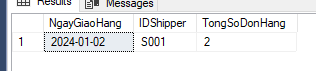 Results Messages
NgayGiaoHang IDShipper TongSoDonHang
1 2024-01-02 S001 2